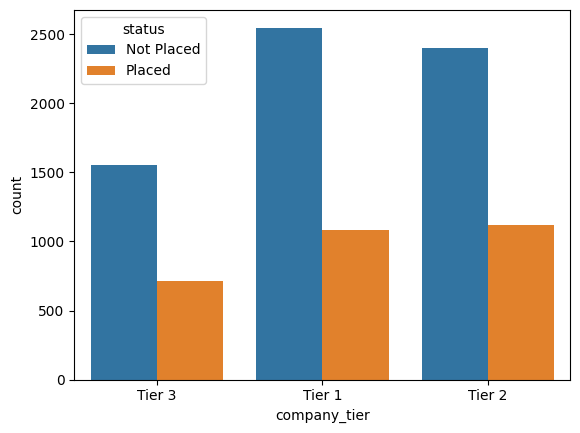 status
Not Placed
Placed
2500
2000
1500
1000
500
0
count
Tier 3 Tier 1 Tier 2
company_tier